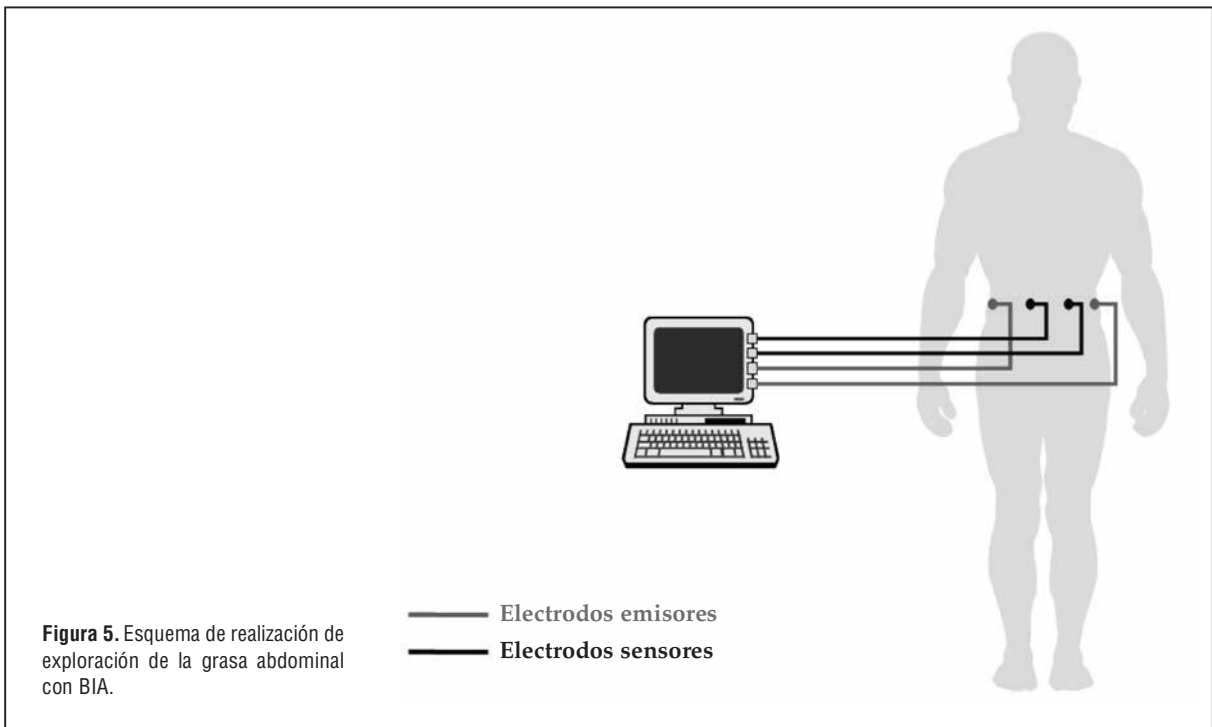 Electrodos emisores
Electrodos sensores
Figura 5. Esquema de realización de
exploración de la grasa abdominal
con BIA.